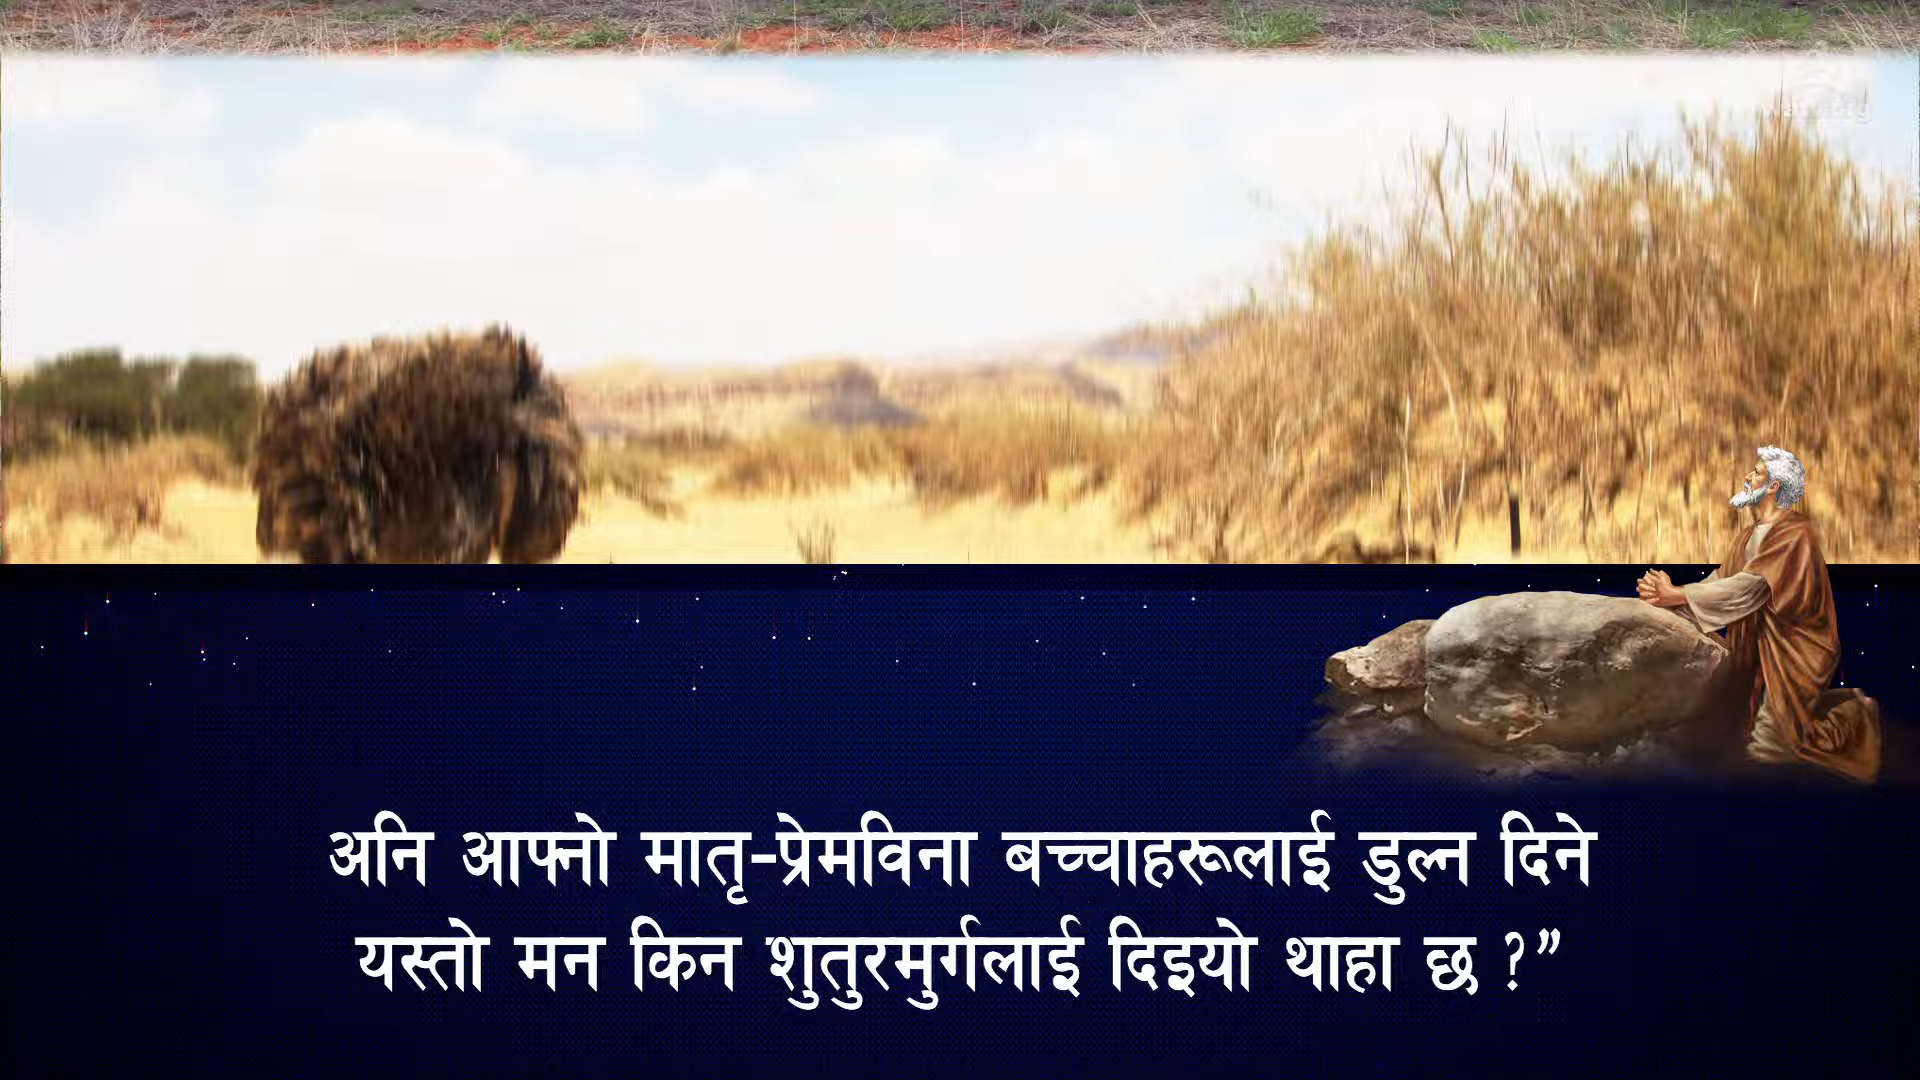 अनि आफ्नो मातृ-प्रेमविना बच्चाहरूलाई डुल्न दिने
यस्तो मन किन शुतुरमुर्गलाई दिइयो थाहा छ ?”